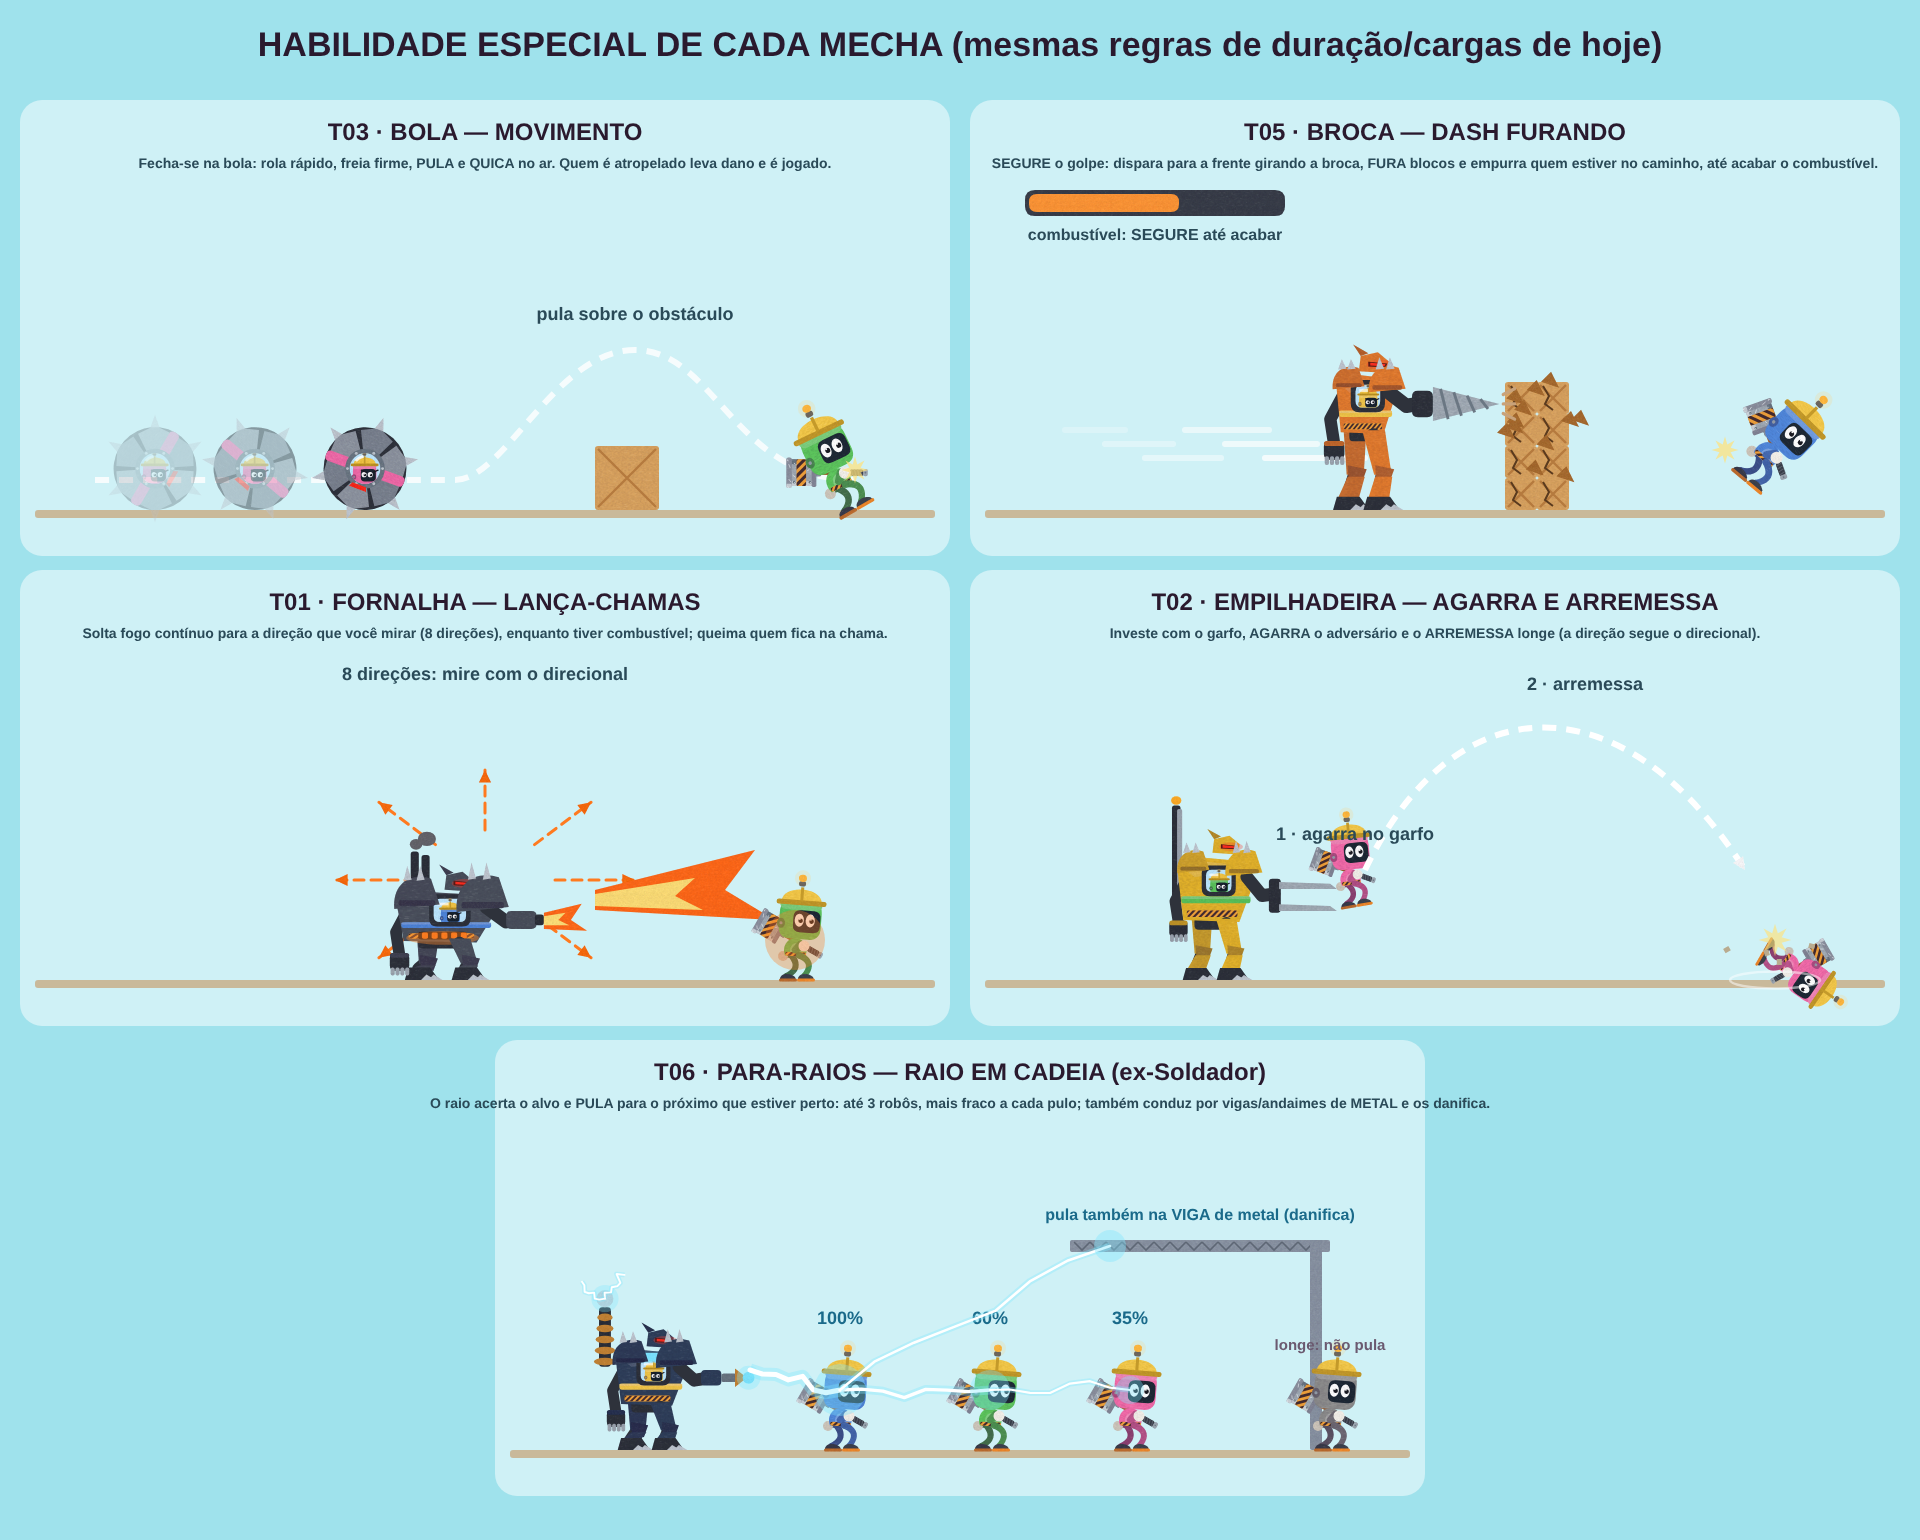 HABILIDADE ESPECIAL DE CADA MECHA (mesmas regras de duração/cargas de hoje)
T03 · BOLA — MOVIMENTO
Fecha-se na bola: rola rápido, freia firme, PULA e QUICA no ar. Quem é atropelado leva dano e é jogado.
pula sobre o obstáculo
T05 · BROCA — DASH FURANDO
SEGURE o golpe: dispara para a frente girando a broca, FURA blocos e empurra quem estiver no caminho, até acabar o combustível.
combustível: SEGURE até acabar
T01 · FORNALHA — LANÇA-CHAMAS
Solta fogo contínuo para a direção que você mirar (8 direções), enquanto tiver combustível; queima quem fica na chama.
8 direções: mire com o direcional
T02 · EMPILHADEIRA — AGARRA E ARREMESSA
Investe com o garfo, AGARRA o adversário e o ARREMESSA longe (a direção segue o direcional).
2 · arremessa
1 · agarra no garfo
T06 · PARA-RAIOS — RAIO EM CADEIA (ex-Soldador)
O raio acerta o alvo e PULA para o próximo que estiver perto: até 3 robôs, mais fraco a cada pulo; também conduz por vigas/andaimes de METAL e os danifica.
pula também na VIGA de metal (danifica)
100%
60%
35%
longe: não pula